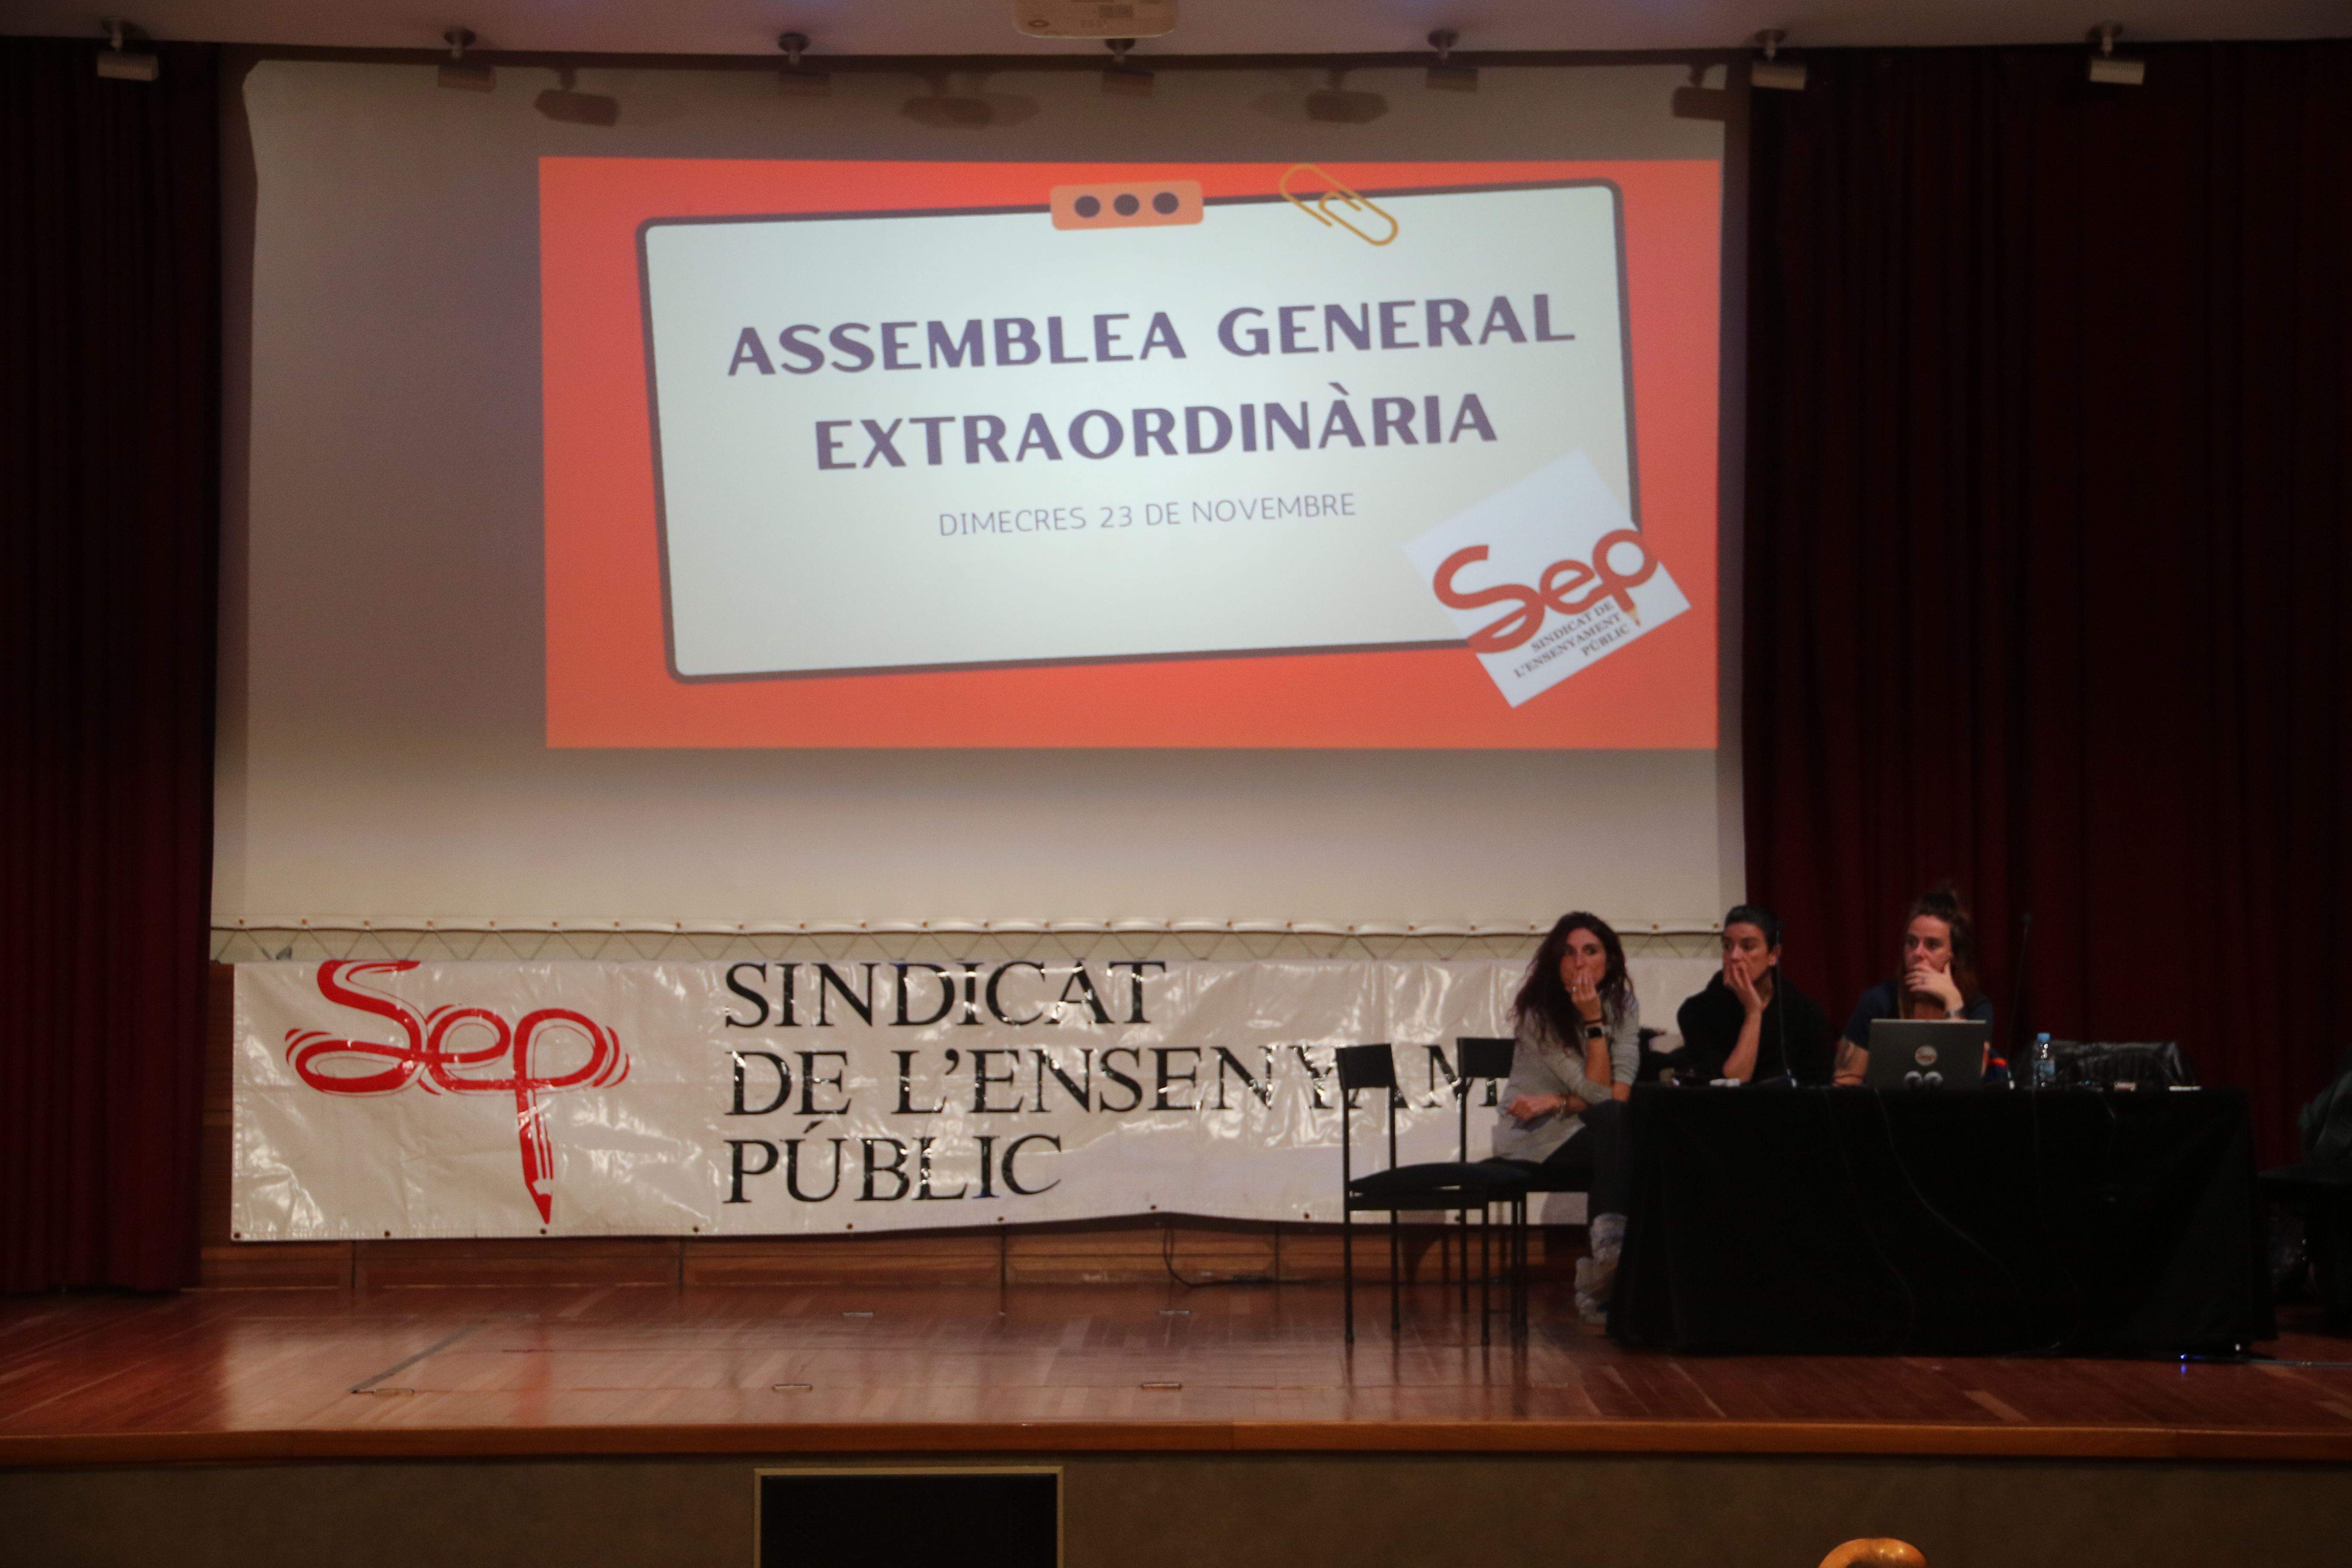 ASSEMBLEA GENERAL
EXTRAORDINÀRIA
DIMECRES 23 DE NOVEMBRE
Sep
SINDICAT DE
L'ENSENYAMENT
PÚBLIC
Sep
SINDICAT
DE L'ENSENYAM
PÚBLIC